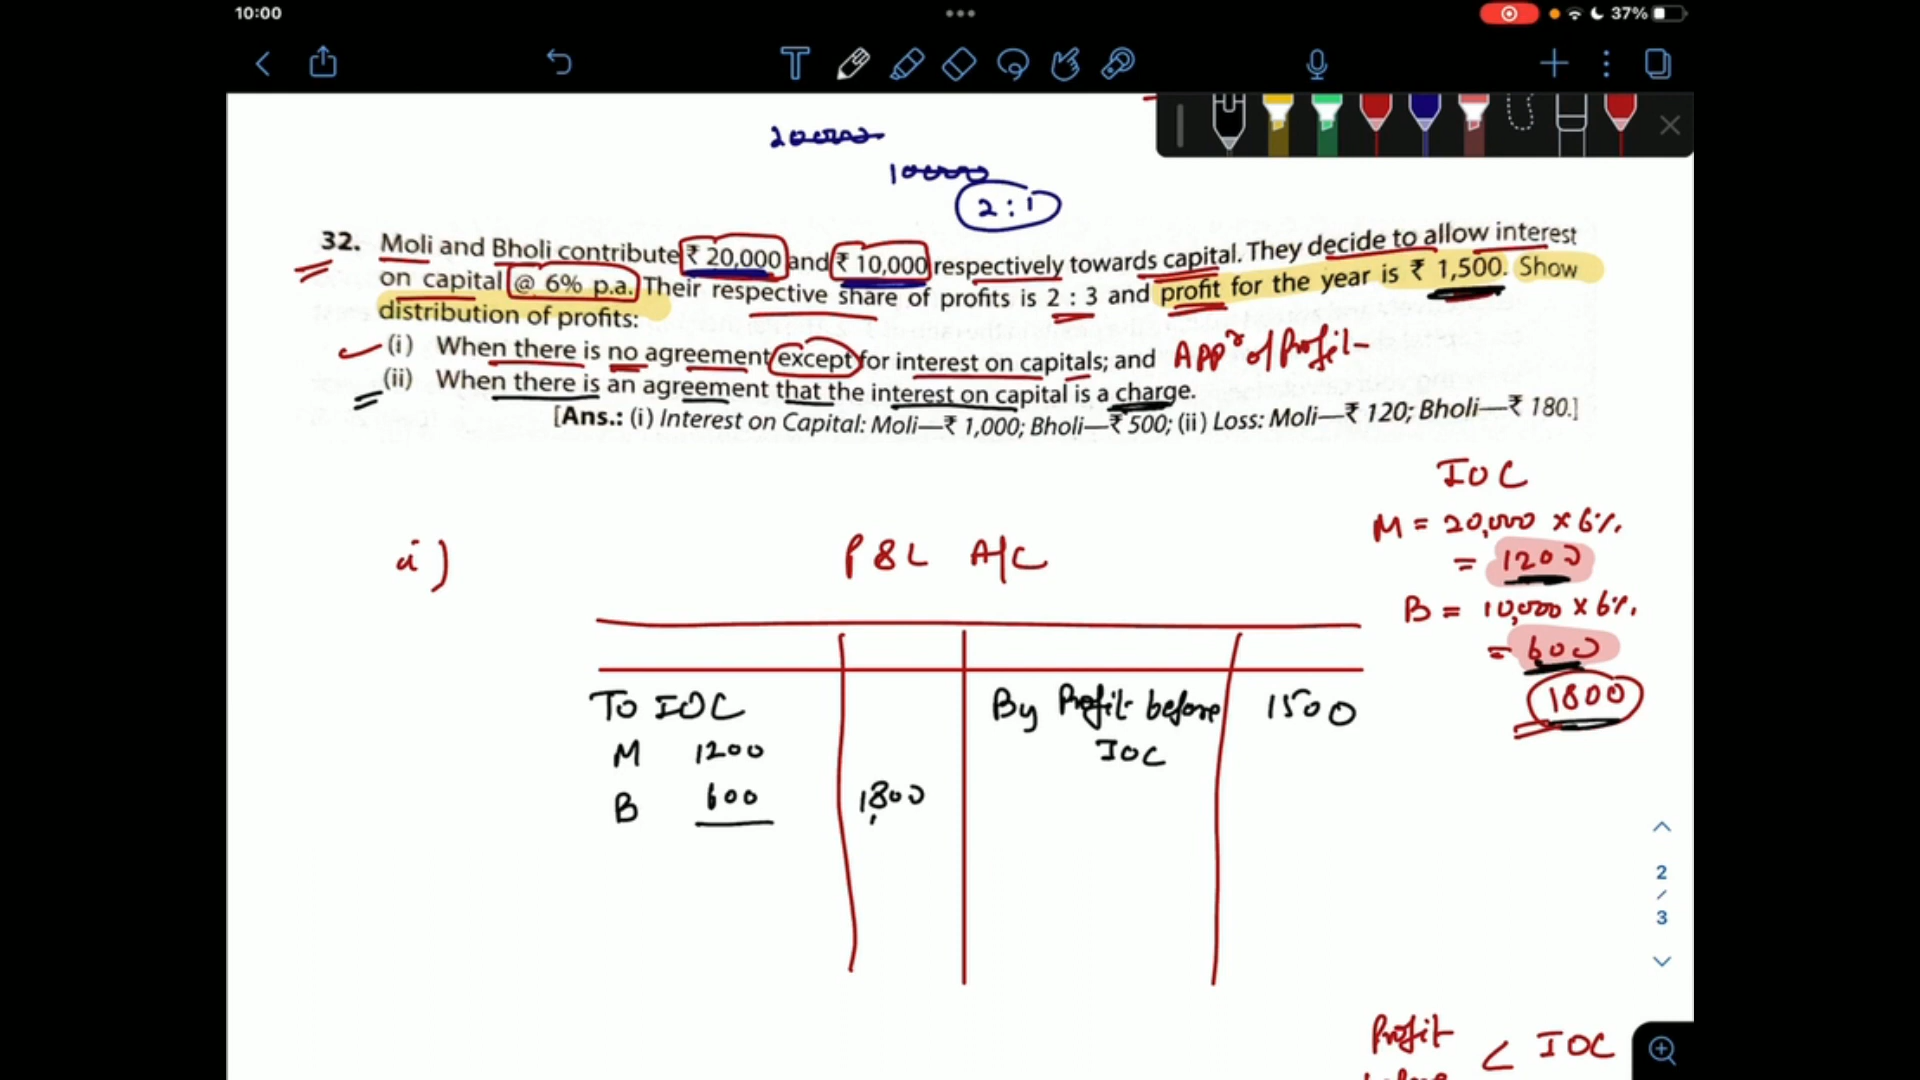 10:00
37%
20000
10000
2 : 1
32. Moli and Bholi contribute ₹ 20,000 and ₹ 10,000 respectively towards capital. They decide to allow interest
on capital @ 6% p.a. Their respective share of profits is 2 : 3 and profit for the year is ₹ 1,500. Show
distribution of profits:
(i) When there is no agreement except for interest on capitals; and Appⁿ of Profit
(ii) When there is an agreement that the interest on capital is a charge.
[Ans.: (i) Interest on Capital: Moli—₹ 1,000; Bholi—₹ 500; (ii) Loss: Moli—₹ 120; Bholi—₹ 180.]
IOC
M = 20,000 × 6%.
= 1200
B = 10,000 × 6%.
= 600
1800
P & L A/C
To IOC By Profit before 1500
M 1200 IOC
B 600 1800
2
/
3
Profit < IOC